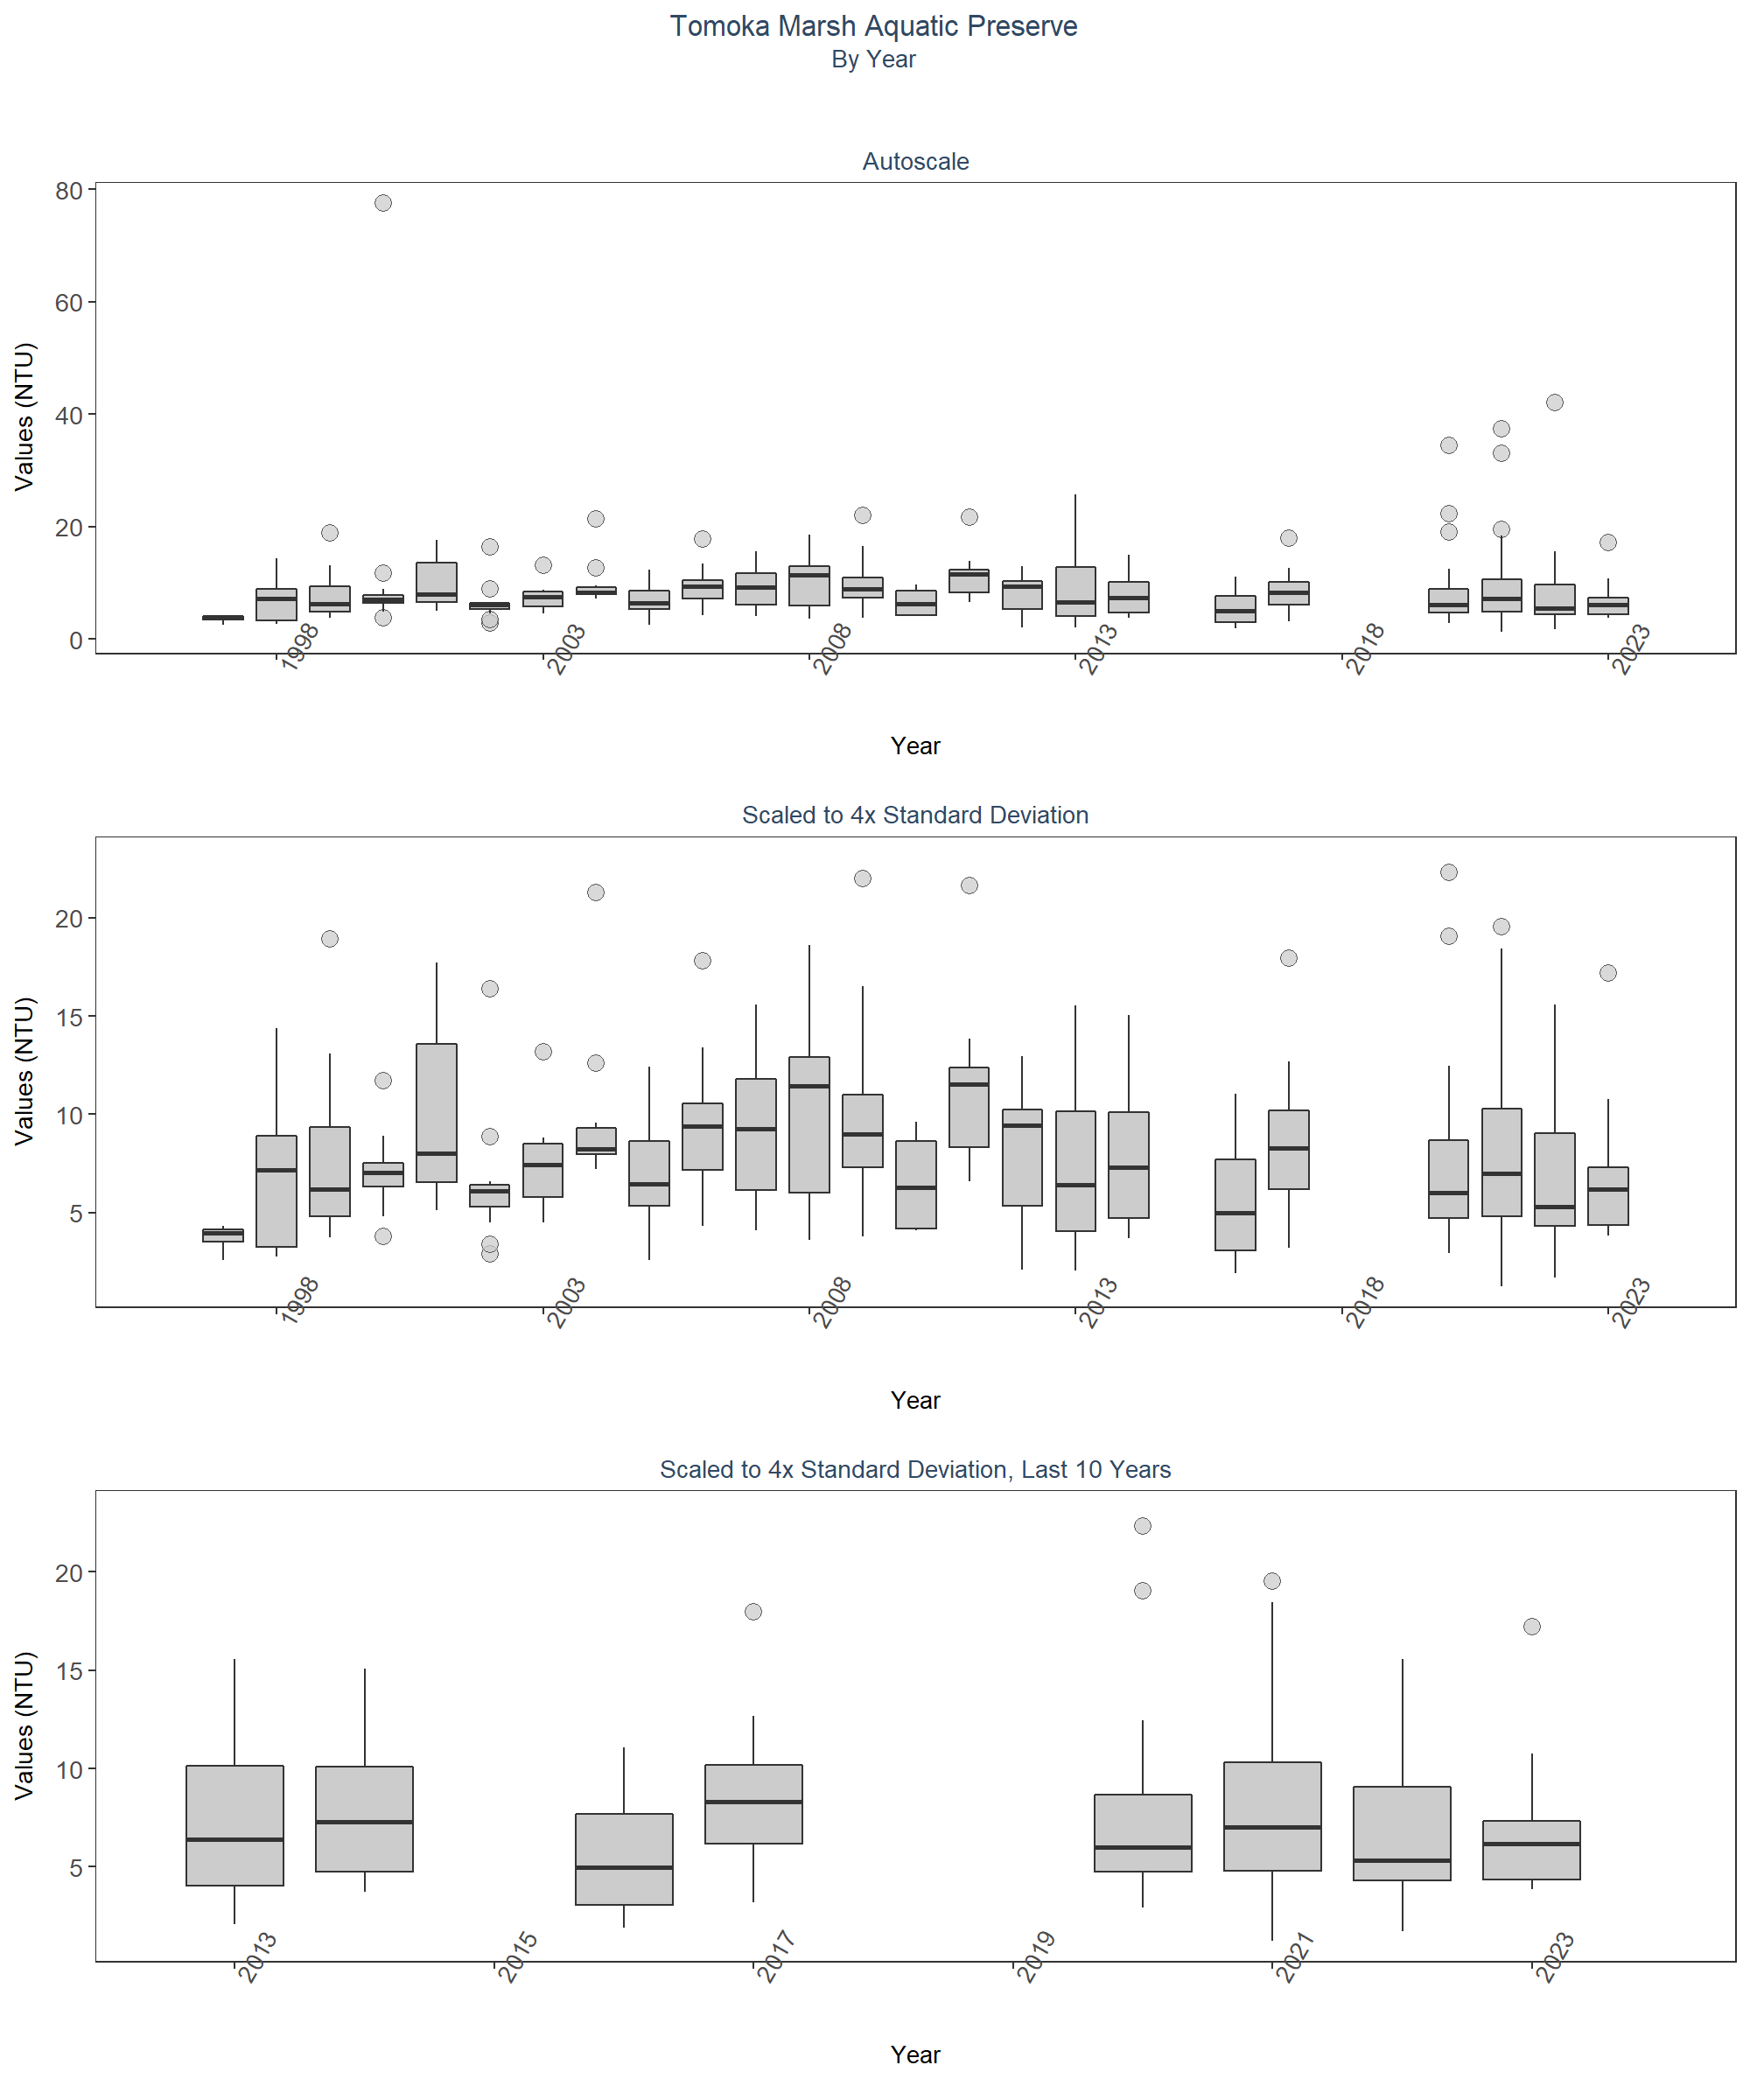 Tomoka Marsh Aquatic Preserve
By Year
Autoscale
Values (NTU)
80
60
40
20
0
1998
2003
2008
2013
2018
2023
Year
Scaled to 4x Standard Deviation
Values (NTU)
20
15
10
5
1998
2003
2008
2013
2018
2023
Year
Scaled to 4x Standard Deviation, Last 10 Years
Values (NTU)
20
15
10
5
2013
2015
2017
2019
2021
2023
Year